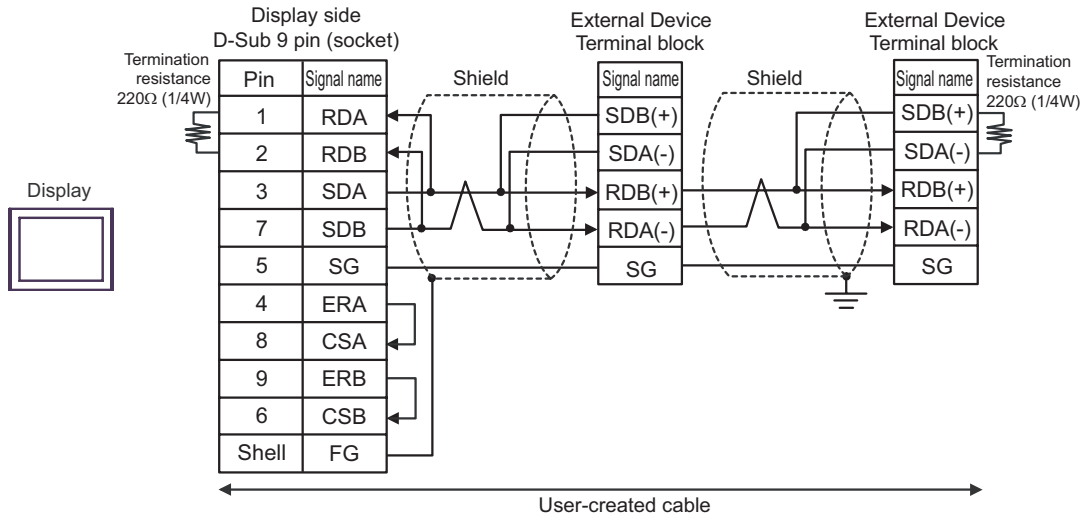 Display side
D-Sub 9 pin (socket)
External Device
Terminal block
External Device
Terminal block
Termination
resistance
220Ω (1/4W)
Termination
resistance
220Ω (1/4W)
Pin Signal name
Shield
Signal name
Shield
Signal name
1 RDA
SDB(+)
SDB(+)
2 RDB
SDA(-)
SDA(-)
3 SDA
RDB(+)
RDB(+)
7 SDB
RDA(-)
RDA(-)
5 SG
SG
SG
4 ERA
8 CSA
9 ERB
6 CSB
Shell FG
Display
User-created cable